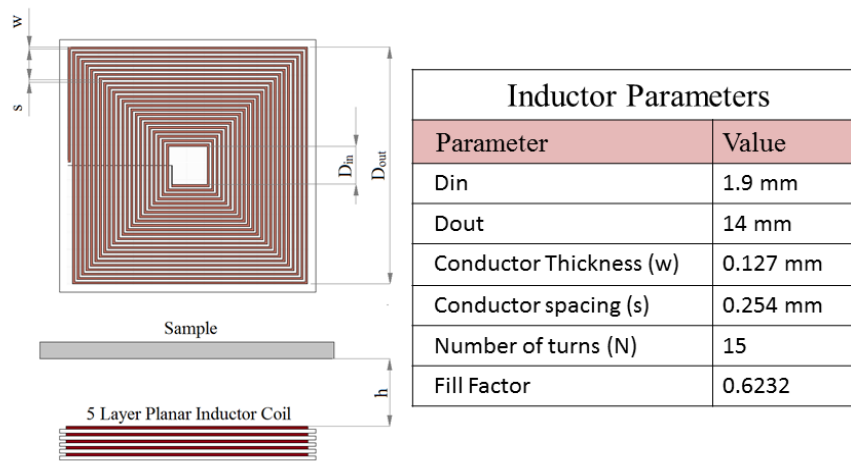 w
s
Din
Dout
Sample
h
5 Layer Planar Inductor Coil
Inductor Parameters
Parameter Value
Din 1.9 mm
Dout 14 mm
Conductor Thickness (w) 0.127 mm
Conductor spacing (s) 0.254 mm
Number of turns (N) 15
Fill Factor 0.6232